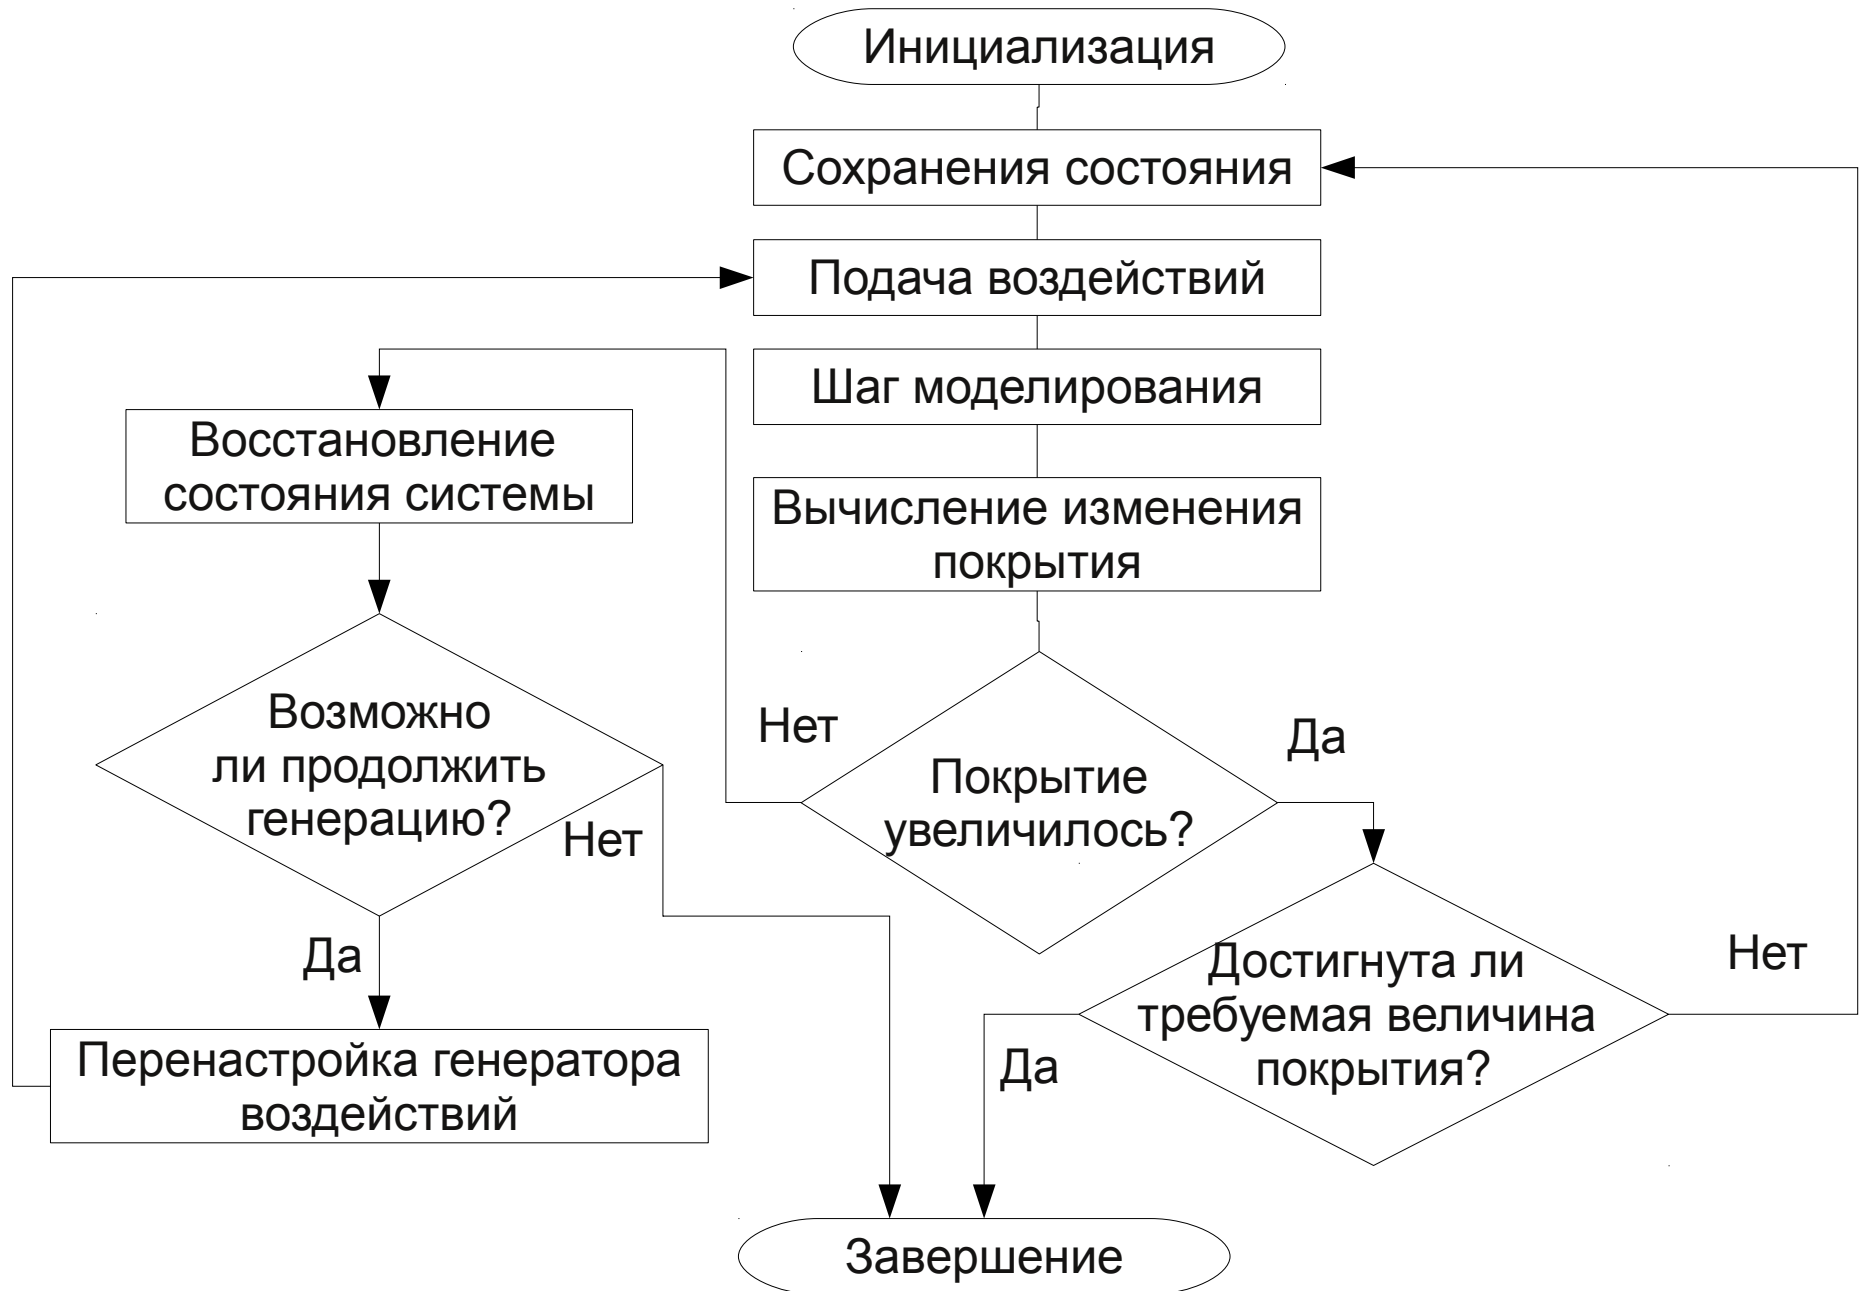 Инициализация
Сохранения состояния
Подача воздействий
Шаг моделирования
Восстановление
состояния системы
Вычисление изменения
покрытия
Возможно
ли продолжить
генерацию?
Нет
Нет
Да
Покрытие
увеличилось?
Да
Достигнута ли
требуемая величина
покрытия?
Нет
Да
Перенастройка генератора
воздействий
Завершение